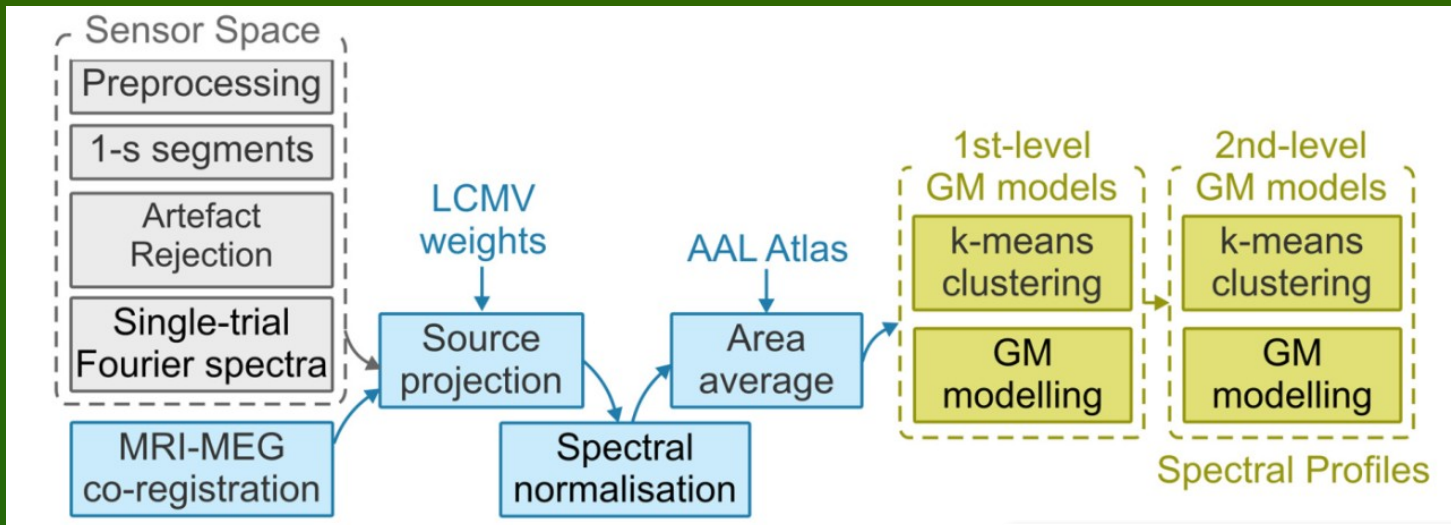 Sensor Space
Preprocessing
1-s segments
Artefact
Rejection
Single-trial
Fourier spectra
MRI-MEG
co-registration
LCMV
weights
Source
projection
Spectral
normalisation
AAL Atlas
Area
average
1st-level
GM models
k-means
clustering
GM
modelling
2nd-level
GM models
k-means
clustering
GM
modelling
Spectral Profiles